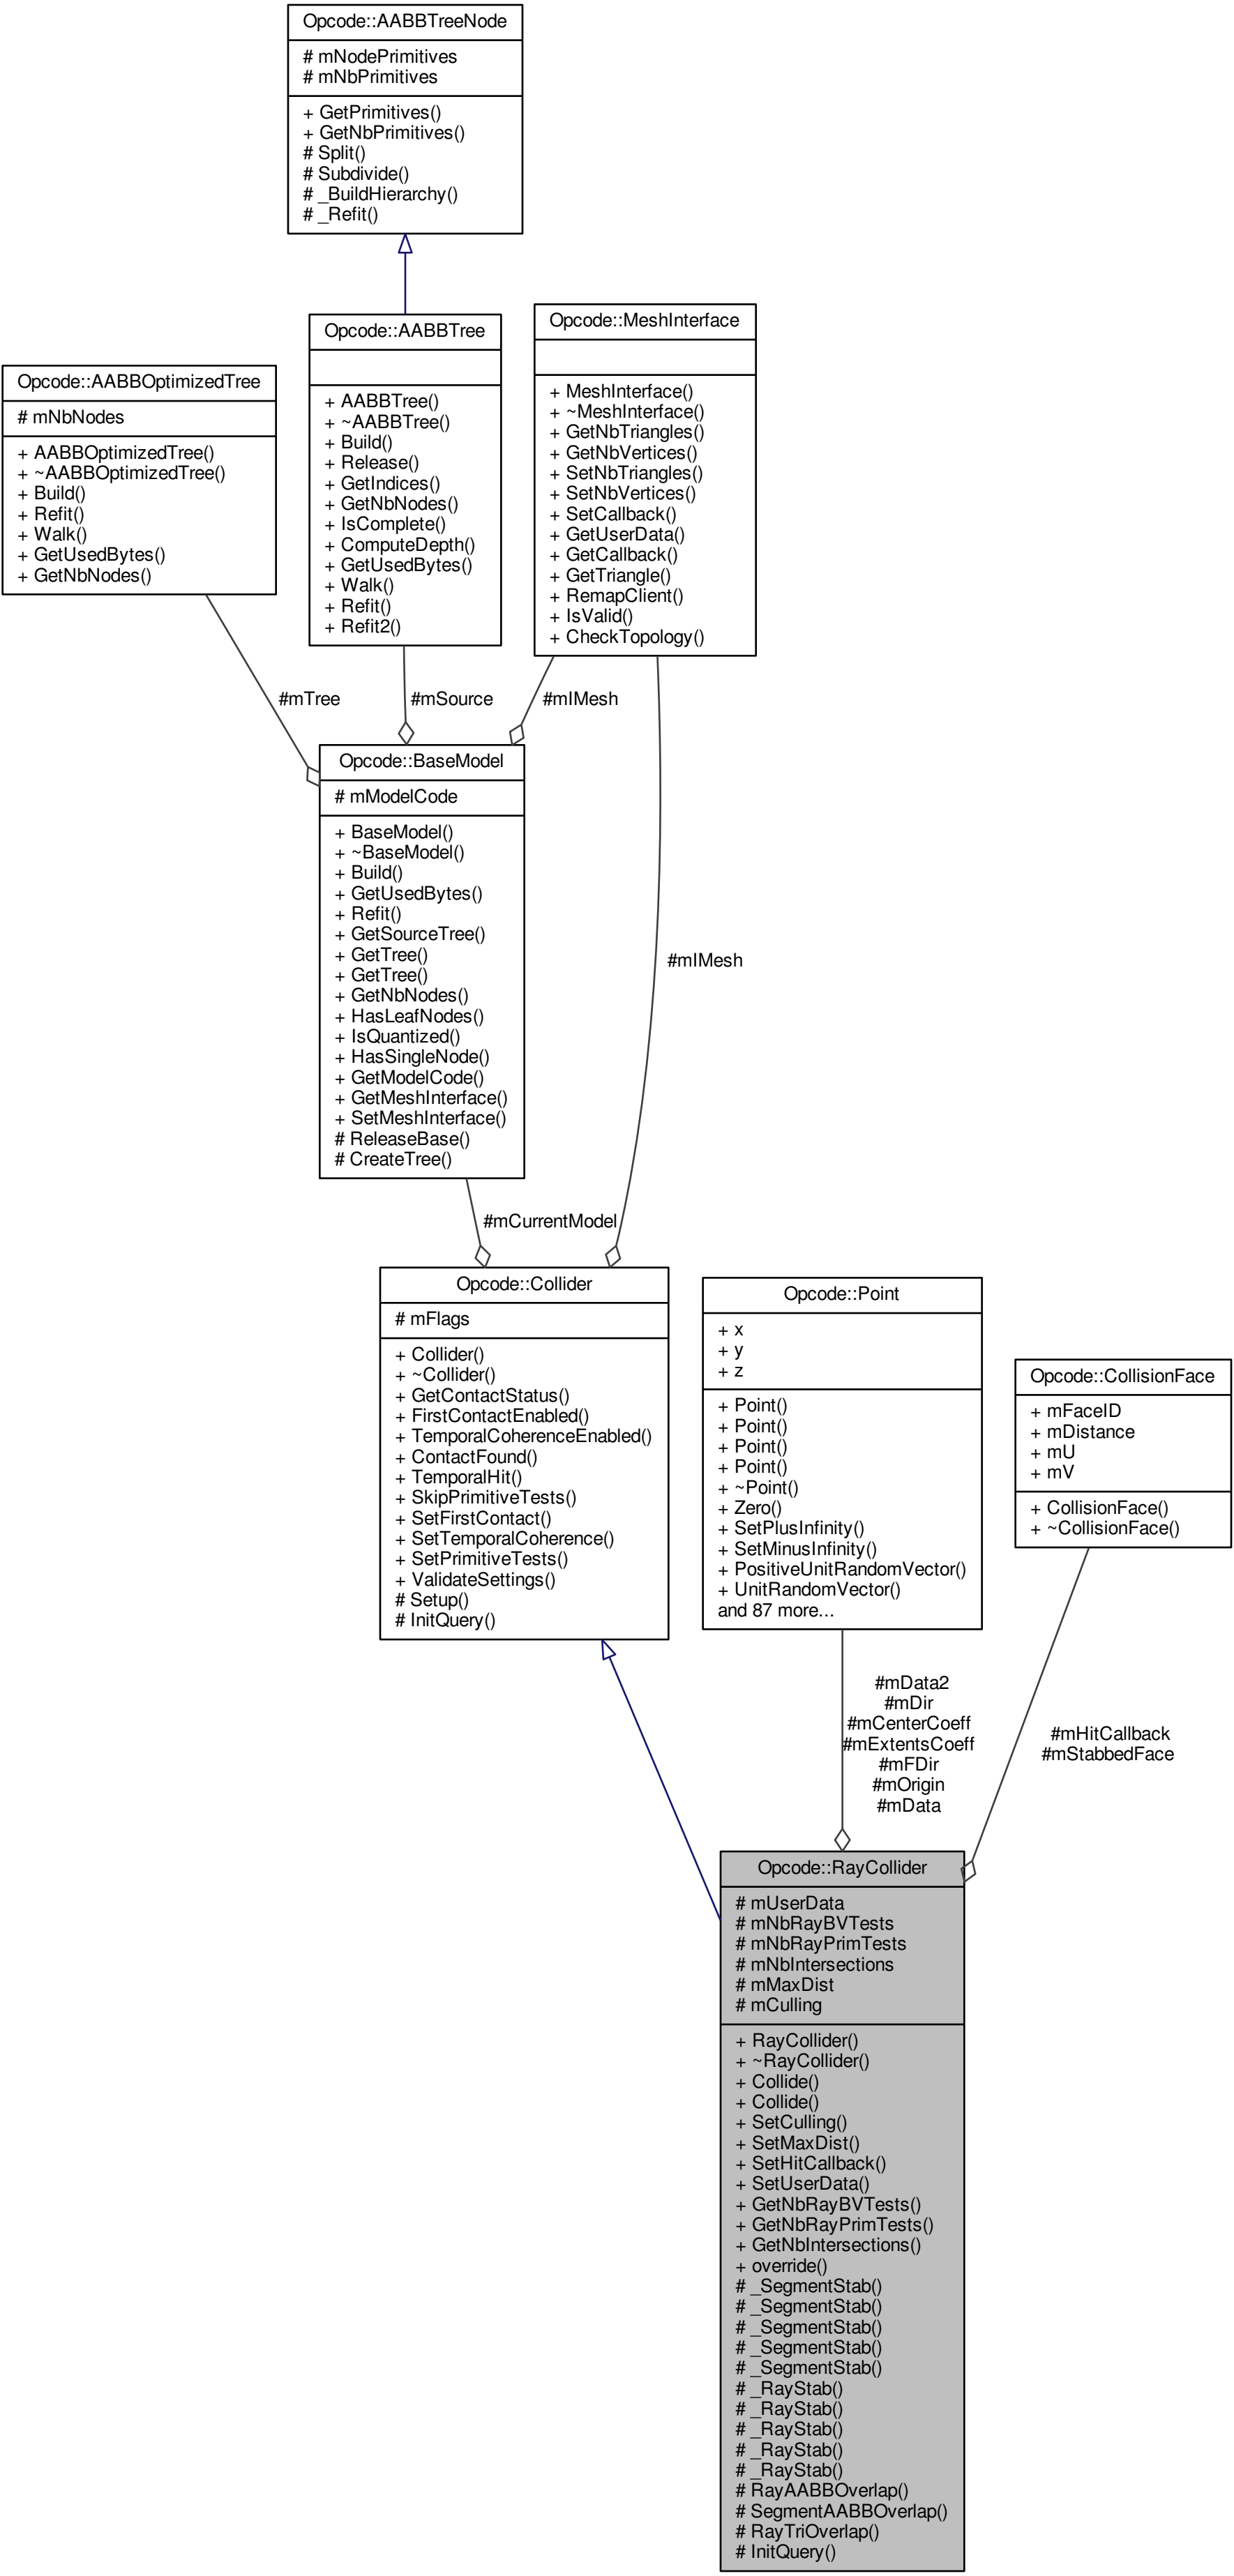 Opcode::AABBTreeNode
# mNodePrimitives
# mNbPrimitives
+ GetPrimitives()
+ GetNbPrimitives()
# Split()
# Subdivide()
# _BuildHierarchy()
# _Refit()
Opcode::AABBOptimizedTree
# mNbNodes
+ AABBOptimizedTree()
+ ~AABBOptimizedTree()
+ Build()
+ Refit()
+ Walk()
+ GetUsedBytes()
+ GetNbNodes()
Opcode::AABBTree
+ AABBTree()
+ ~AABBTree()
+ Build()
+ Release()
+ GetIndices()
+ GetNbNodes()
+ IsComplete()
+ ComputeDepth()
+ GetUsedBytes()
+ Walk()
+ Refit()
+ Refit2()
Opcode::MeshInterface
+ MeshInterface()
+ ~MeshInterface()
+ GetNbTriangles()
+ GetNbVertices()
+ SetNbTriangles()
+ SetNbVertices()
+ SetCallback()
+ GetUserData()
+ GetCallback()
+ GetTriangle()
+ RemapClient()
+ IsValid()
+ CheckTopology()
#mTree
#mSource
#mIMesh
Opcode::BaseModel
# mModelCode
+ BaseModel()
+ ~BaseModel()
+ Build()
+ GetUsedBytes()
+ Refit()
+ GetSourceTree()
+ GetTree()
+ GetTree()
+ GetNbNodes()
+ HasLeafNodes()
+ IsQuantized()
+ HasSingleNode()
+ GetModelCode()
+ GetMeshInterface()
+ SetMeshInterface()
# ReleaseBase()
# CreateTree()
#mIMesh
#mCurrentModel
Opcode::Collider
# mFlags
+ Collider()
+ ~Collider()
+ GetContactStatus()
+ FirstContactEnabled()
+ TemporalCoherenceEnabled()
+ ContactFound()
+ TemporalHit()
+ SkipPrimitiveTests()
+ SetFirstContact()
+ SetTemporalCoherence()
+ SetPrimitiveTests()
+ ValidateSettings()
# Setup()
# InitQuery()
Opcode::Point
+ x
+ y
+ z
+ Point()
+ Point()
+ Point()
+ Point()
+ ~Point()
+ Zero()
+ SetPlusInfinity()
+ SetMinusInfinity()
+ PositiveUnitRandomVector()
+ UnitRandomVector()
and 87 more...
Opcode::CollisionFace
+ mFaceID
+ mDistance
+ mU
+ mV
+ CollisionFace()
+ ~CollisionFace()
#mData2
#mDir
#mCenterCoeff
#mExtentsCoeff
#mFDir
#mOrigin
#mData
#mHitCallback
#mStabbedFace
Opcode::RayCollider
# mUserData
# mNbRayBVTests
# mNbRayPrimTests
# mNbIntersections
# mMaxDist
# mCulling
+ RayCollider()
+ ~RayCollider()
+ Collide()
+ Collide()
+ SetCulling()
+ SetMaxDist()
+ SetHitCallback()
+ SetUserData()
+ GetNbRayBVTests()
+ GetNbRayPrimTests()
+ GetNbIntersections()
+ override()
# _SegmentStab()
# _SegmentStab()
# _SegmentStab()
# _SegmentStab()
# _SegmentStab()
# _RayStab()
# _RayStab()
# _RayStab()
# _RayStab()
# _RayStab()
# RayAABBOverlap()
# SegmentAABBOverlap()
# RayTriOverlap()
# InitQuery()